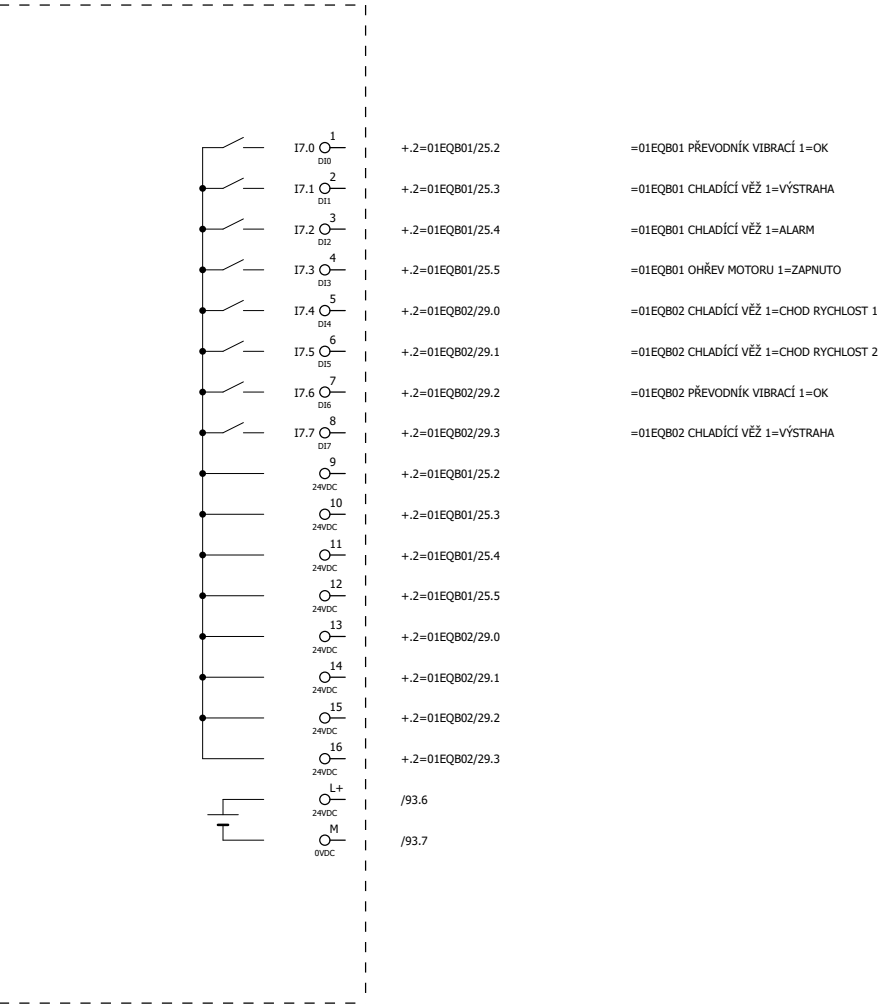 1
I7.0 +.2=01EQB01/25.2 =01EQB01 PŘEVODNÍK VIBRACÍ 1=OK
DI0
2
I7.1 +.2=01EQB01/25.3 =01EQB01 CHLADÍCÍ VĚŽ 1=VÝSTRAHA
DI1
3
I7.2 +.2=01EQB01/25.4 =01EQB01 CHLADÍCÍ VĚŽ 1=ALARM
DI2
4
I7.3 +.2=01EQB01/25.5 =01EQB01 OHŘEV MOTORU 1=ZAPNUTO
DI3
5
I7.4 +.2=01EQB02/29.0 =01EQB02 CHLADÍCÍ VĚŽ 1=CHOD RYCHLOST 1
DI4
6
I7.5 +.2=01EQB02/29.1 =01EQB02 CHLADÍCÍ VĚŽ 1=CHOD RYCHLOST 2
DI5
7
I7.6 +.2=01EQB02/29.2 =01EQB02 PŘEVODNÍK VIBRACÍ 1=OK
DI6
8
I7.7 +.2=01EQB02/29.3 =01EQB02 CHLADÍCÍ VĚŽ 1=VÝSTRAHA
DI7
9
+.2=01EQB01/25.2
24VDC
10
+.2=01EQB01/25.3
24VDC
11
+.2=01EQB01/25.4
24VDC
12
+.2=01EQB01/25.5
24VDC
13
+.2=01EQB02/29.0
24VDC
14
+.2=01EQB02/29.1
24VDC
15
+.2=01EQB02/29.2
24VDC
16
+.2=01EQB02/29.3
24VDC
L+
/93.6
24VDC
M
/93.7
0VDC